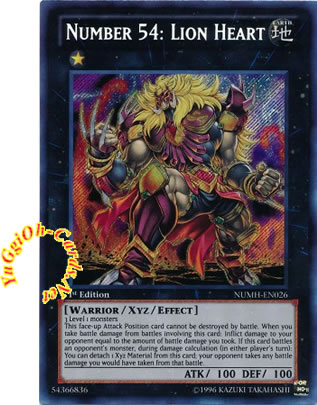 NUMBER 54: LION HEART
EARTH
地
YuGgiOh-Cards.Net
1st Edition
NUMH-EN026
[WARRIOR / XYZ / EFFECT]
3 Level 1 monsters
This face-up Attack Position card cannot be destroyed by battle. When you
take battle damage from battles involving this card: Inflict damage to your
opponent equal to the amount of battle damage you took. If this card battles
an opponent's monster, during damage calculation (in either player's turn):
You can detach 1 Xyz Material from this card; your opponent takes any battle
damage you would have taken from that battle.
ATK/ 100 DEF/ 100
54366836
©1996 KAZUKI TAKAHASHI